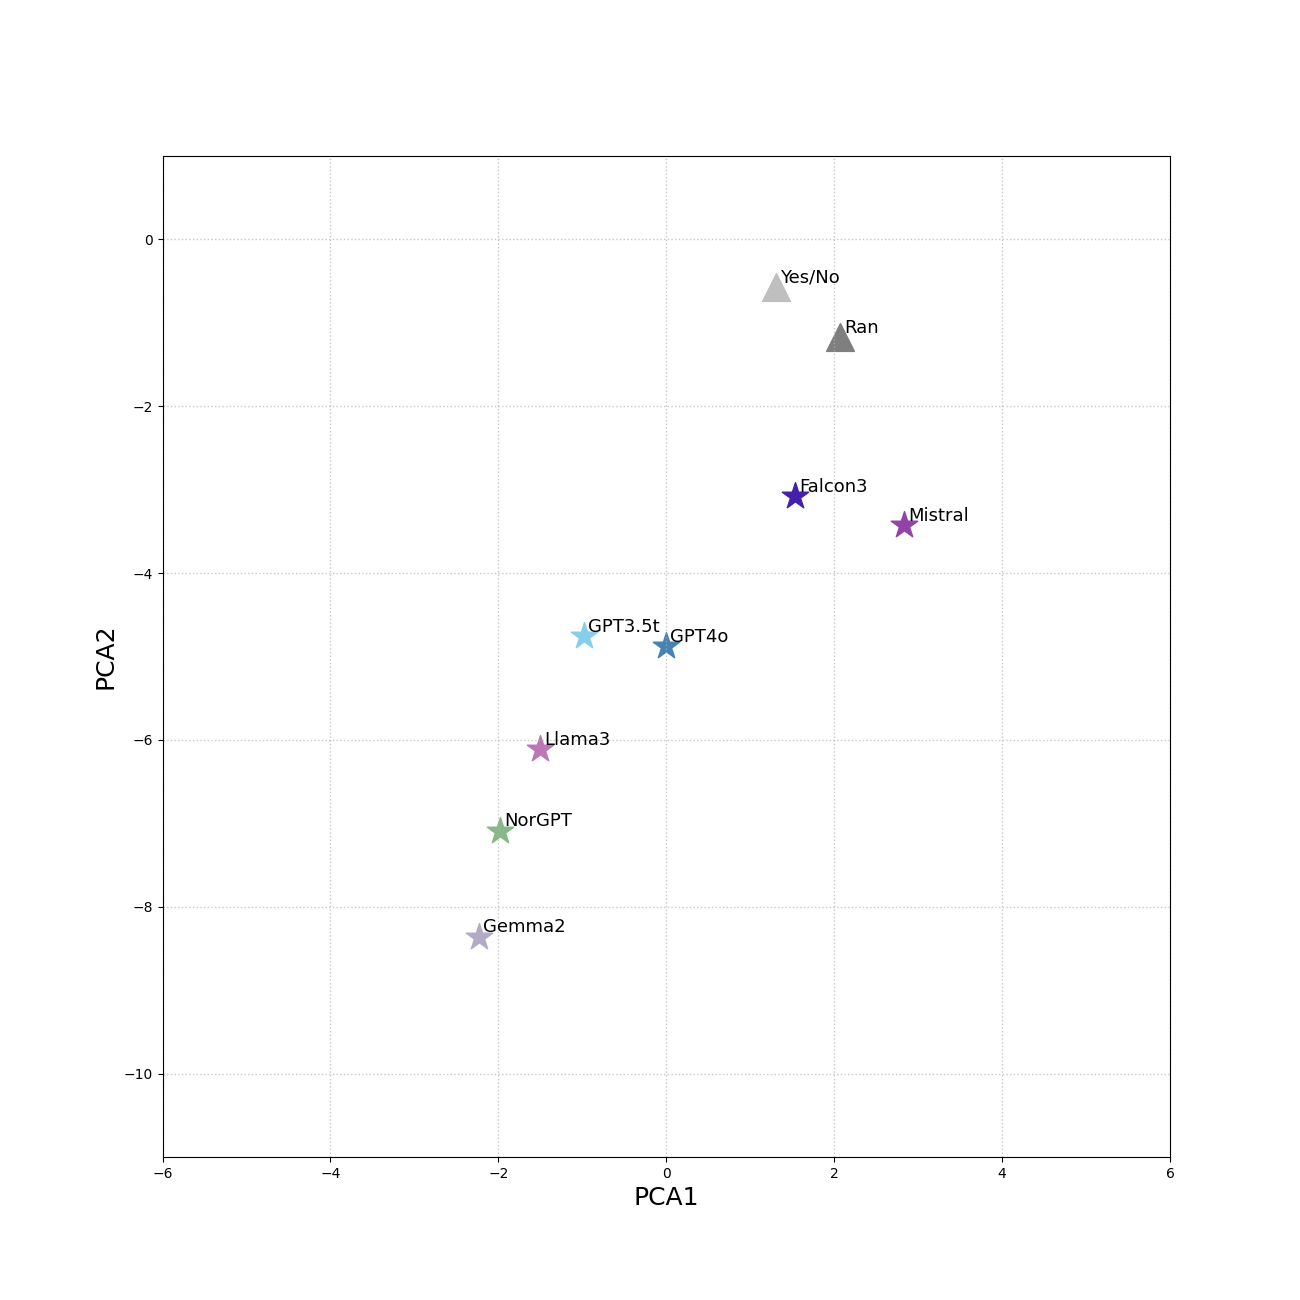 Yes/No
Ran
Falcon3
Mistral
GPT3.5t
GPT4o
Llama3
NorGPT
Gemma2
0
−2
−4
−6
−8
−10
PCA2
−6
−4
−2
0
2
4
6
PCA1